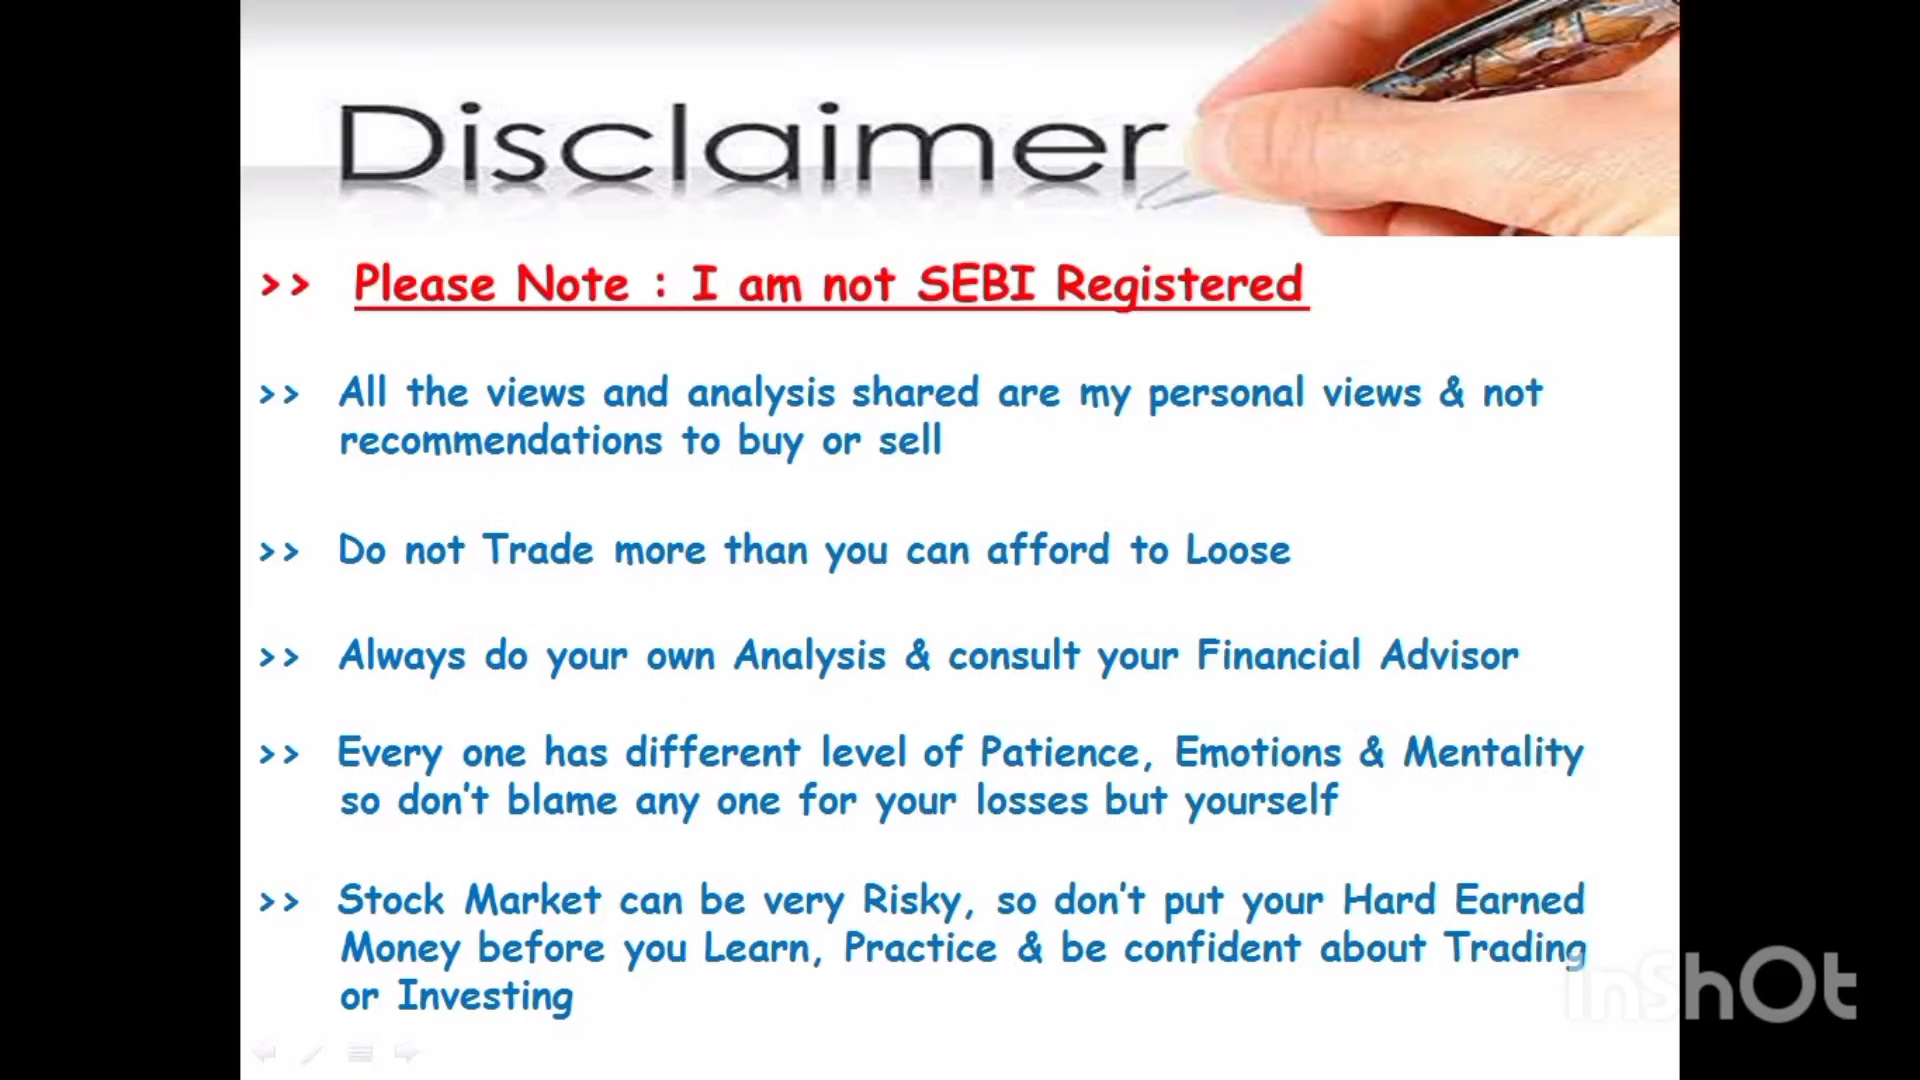 Disclaimer
>> Please Note : I am not SEBI Registered
>> All the views and analysis shared are my personal views & not
recommendations to buy or sell
>> Do not Trade more than you can afford to Loose
>> Always do your own Analysis & consult your Financial Advisor
>> Every one has different level of Patience, Emotions & Mentality
so don't blame any one for your losses but yourself
>> Stock Market can be very Risky, so don't put your Hard Earned
Money before you Learn, Practice & be confident about Trading
or Investing
InShOt